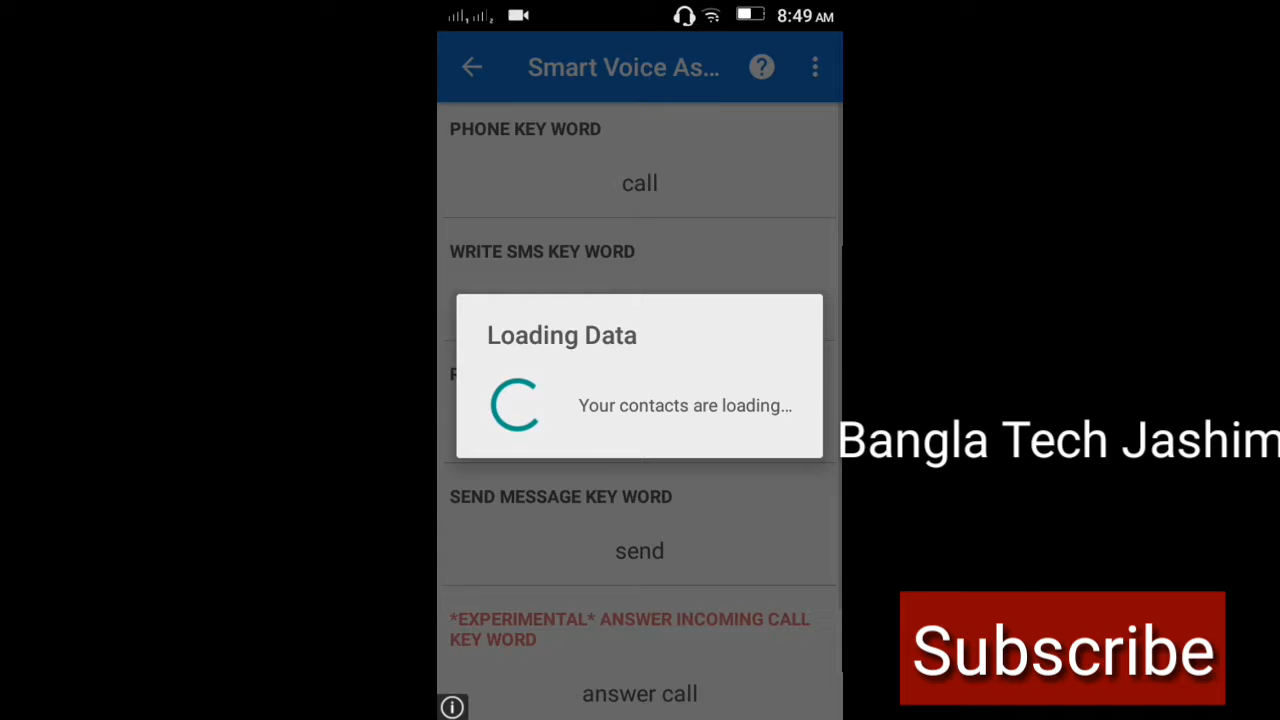 8:49 AM
Smart Voice As...
PHONE KEY WORD
call
WRITE SMS KEY WORD
Loading Data
Your contacts are loading...
SEND MESSAGE KEY WORD
send
*EXPERIMENTAL* ANSWER INCOMING CALL
KEY WORD
answer call
Bangla Tech Jashim
Subscribe